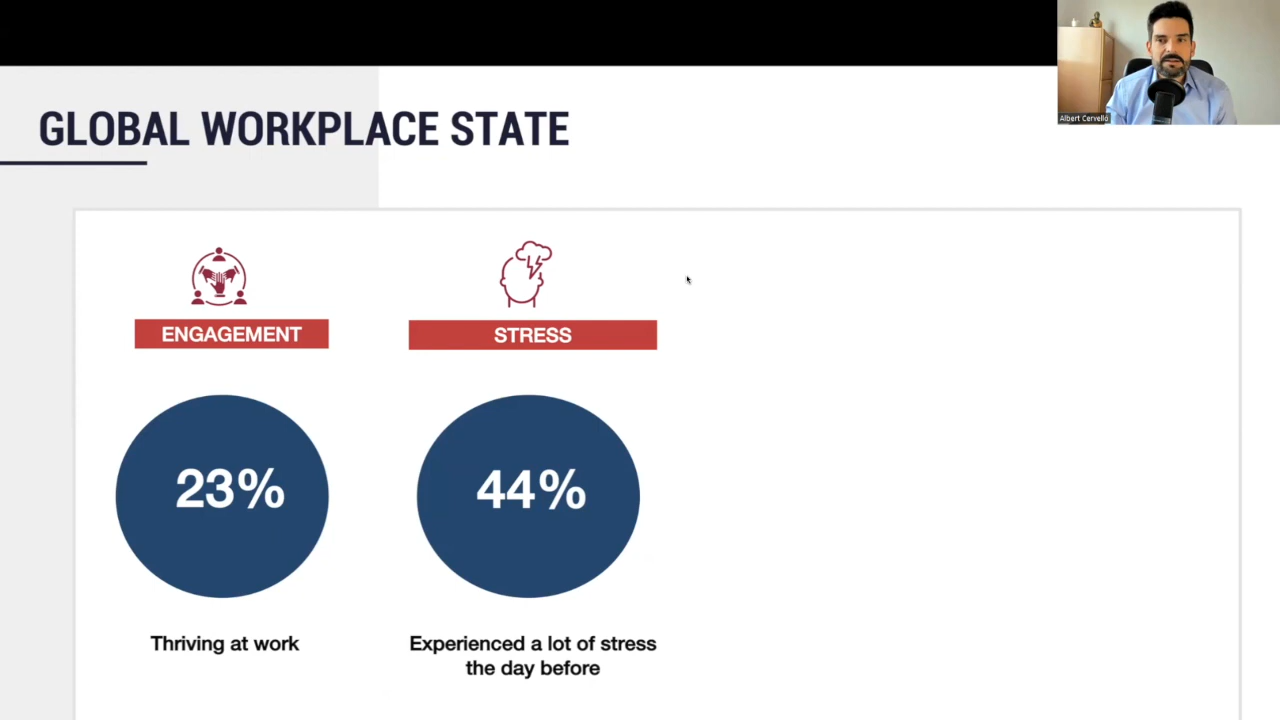 GLOBAL WORKPLACE STATE
Albert Cervelló
ENGAGEMENT
STRESS
23%
44%
Thriving at work
Experienced a lot of stress
the day before